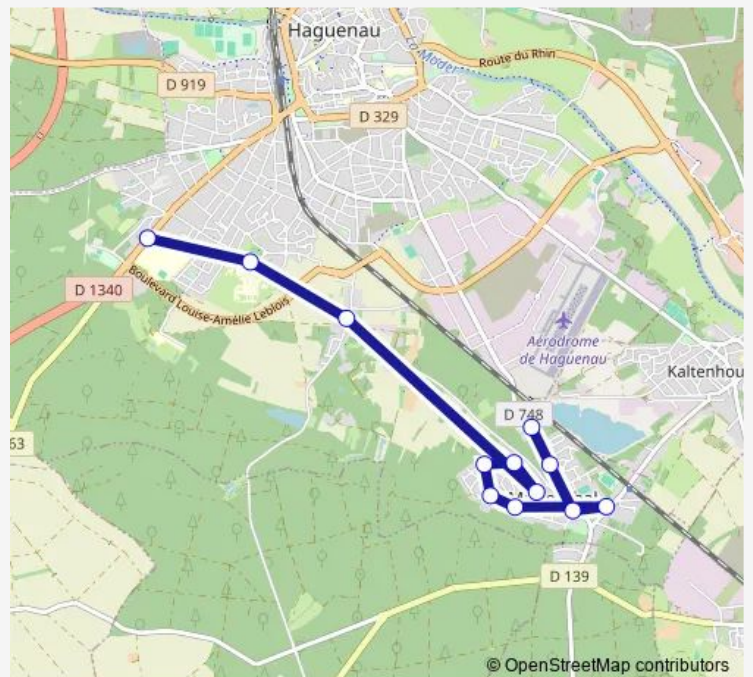 Haguenau
La Moder
Route du Rhin
D 919
D 329
Boulevard Louise-Amélie Leblois
D 1340
Aérodrome
de Haguenau
Kaltenhou
D 748
63
D 139
© OpenStreetMap contributors